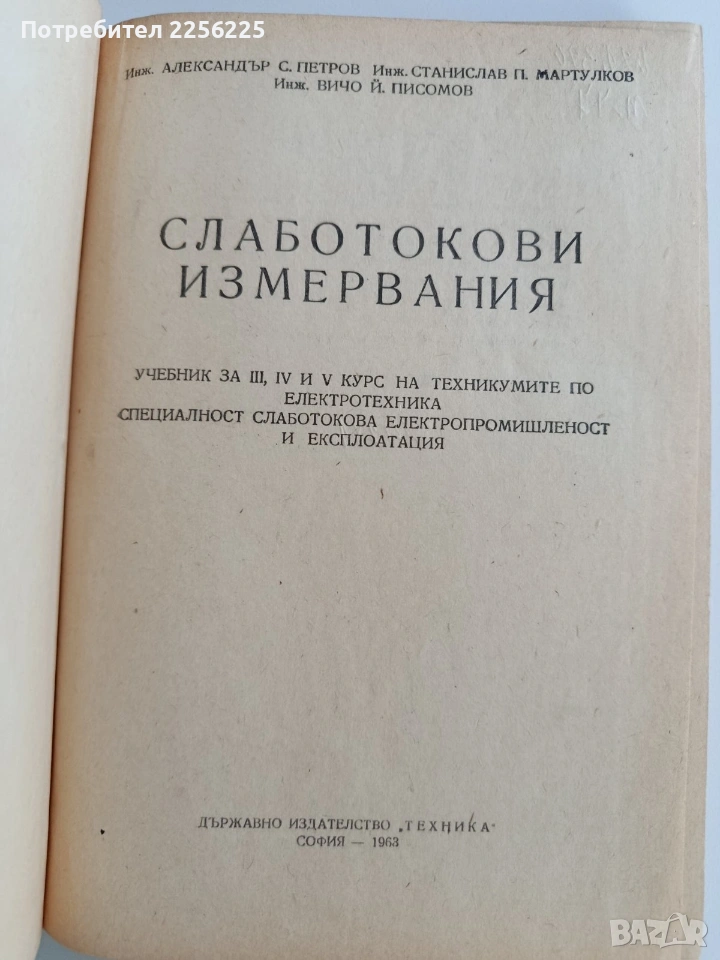 Потребител 2256225
Инж. АЛЕКСАНДЪР С. ПЕТРОВ Инж. СТАНИСЛАВ П. МАРТУЛКОВ
Инж. ВИЧО Й. ПИСОМОВ
СЛАБОТОКОВИ
ИЗМЕРВАНИЯ
УЧЕБНИК ЗА III, IV И V КУРС НА ТЕХНИКУМИТЕ ПО
ЕЛЕКТРОТЕХНИКА
СПЕЦИАЛНОСТ СЛАБОТОКОВА ЕЛЕКТРОПРОМИШЛЕНОСТ
И ЕКСПЛОАТАЦИЯ
ДЪРЖАВНО ИЗДАТЕЛСТВО „ТЕХНИКА"
СОФИЯ — 1963
BAZAR